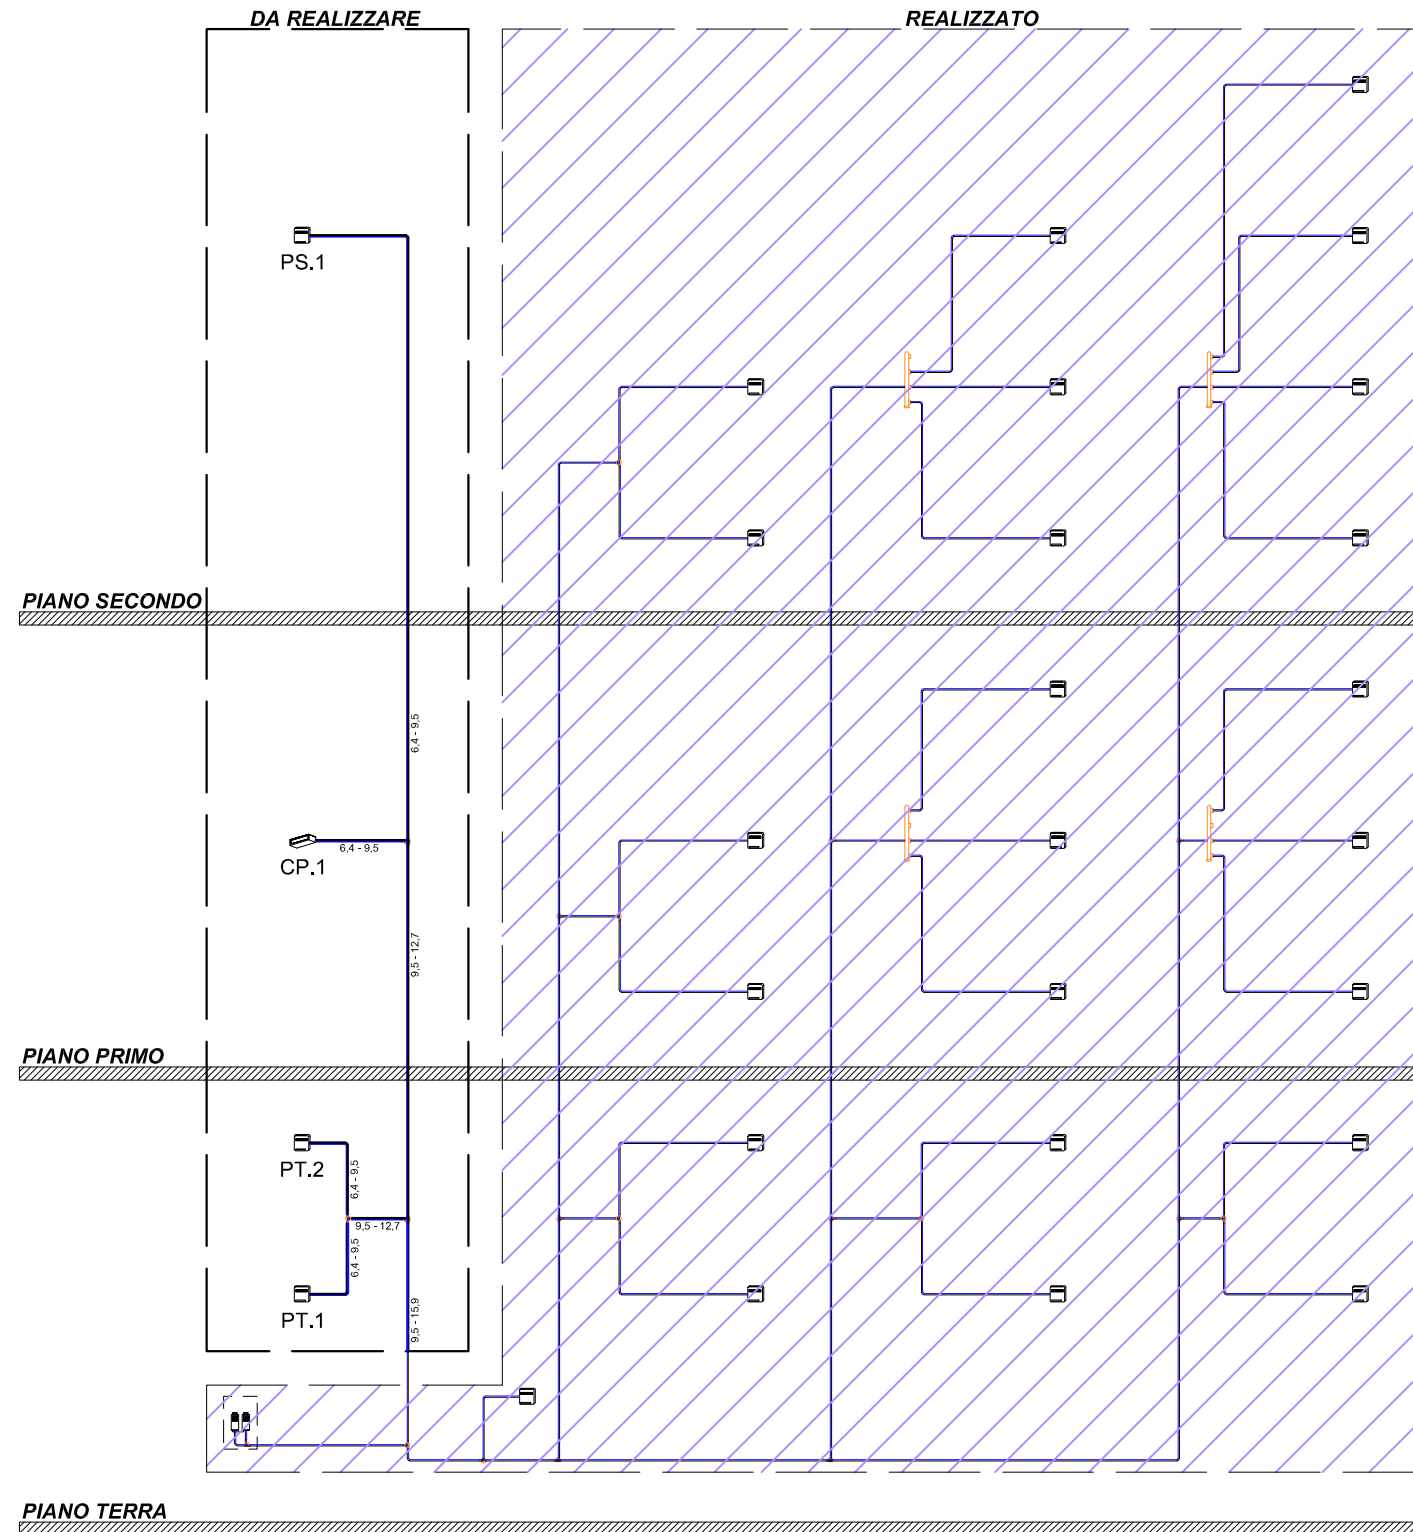 DA REALIZZARE
REALIZZATO
PS.1
PIANO SECONDO
6,4 - 9,5
6,4 - 9,5
CP.1
9,5 - 12,7
PIANO PRIMO
PT.2
6,4 - 9,5
9,5 - 12,7
6,4 - 9,5
PT.1
9,5 - 15,9
PIANO TERRA